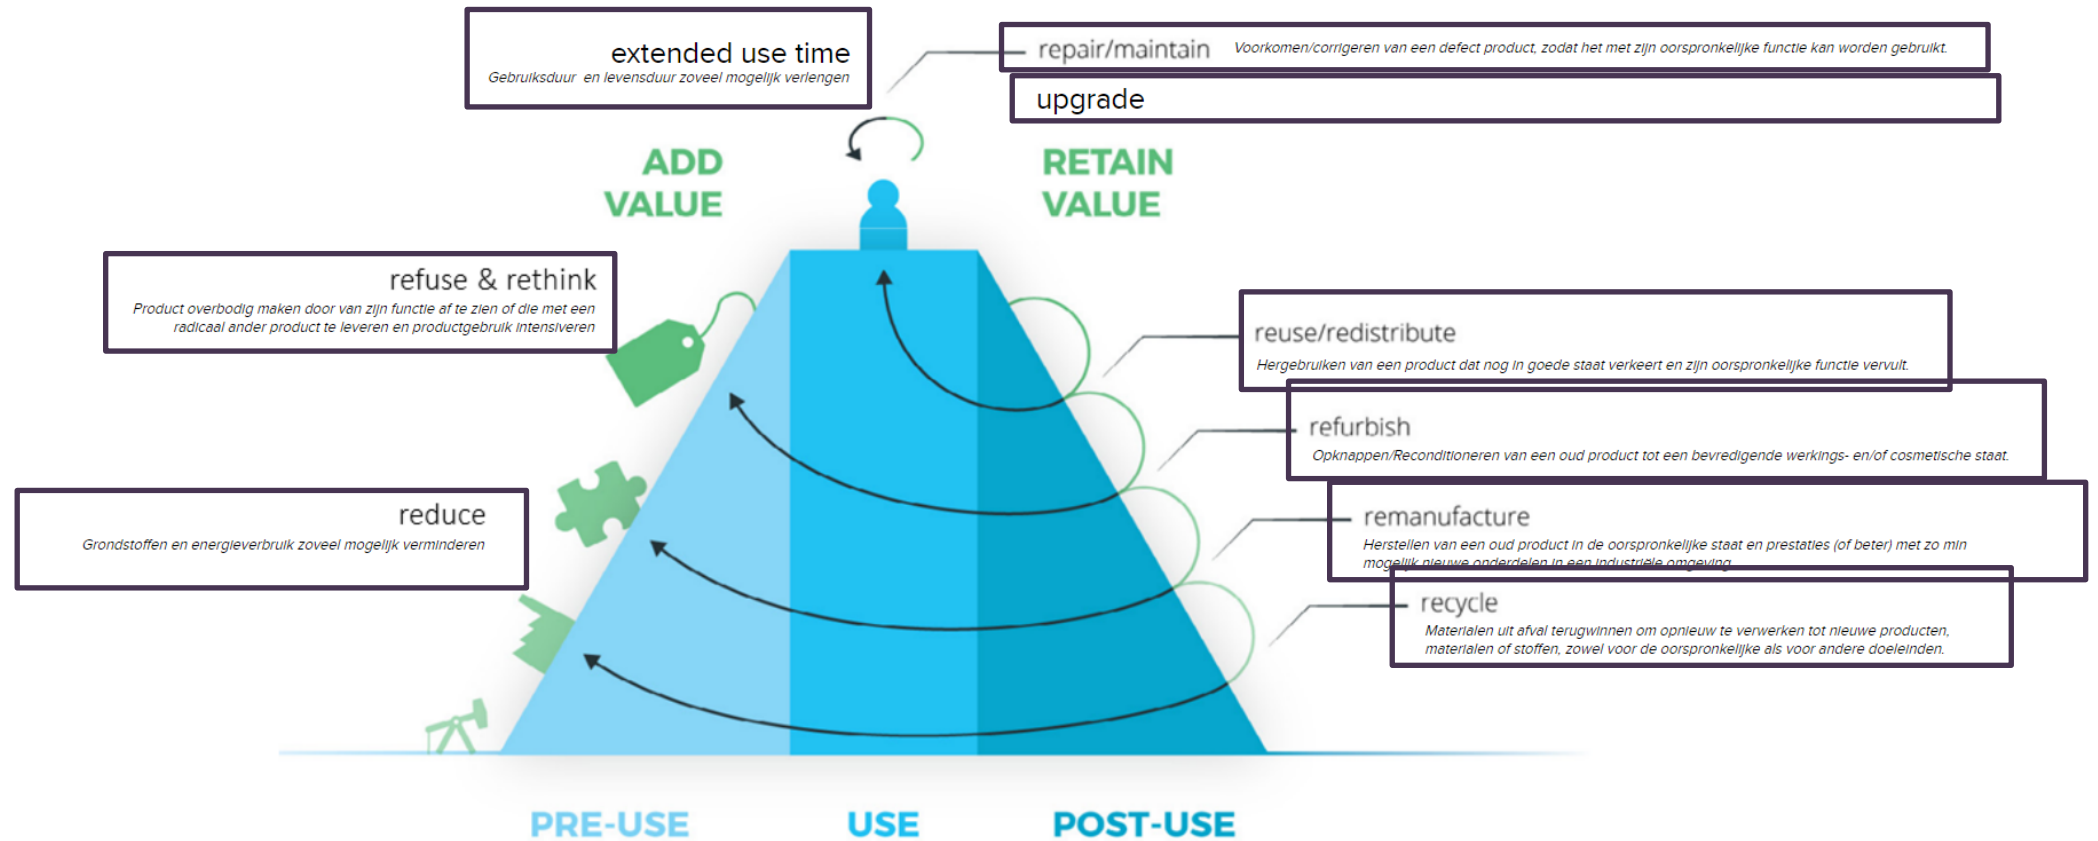 extended use time
Gebruiksduur en levensduur zoveel mogelijk verlengen
repair/maintain
Voorkomen/corrigeren van een defect product, zodat het met zijn oorspronkelijke functie kan worden gebruikt.
upgrade
ADD
VALUE
RETAIN
VALUE
refuse & rethink
Product overbodig maken door van zijn functie af te zien of die met een
radicaal ander product te leveren en productgebruik intensiveren
reuse/redistribute
Hergebruiken van een product dat nog in goede staat verkeert en zijn oorspronkelijke functie vervult.
refurbish
Opknappen/Reconditioneren van een oud product tot een bevredigende werkings- en/of cosmetische staat.
reduce
Grondstoffen en energieverbruik zoveel mogelijk verminderen
remanufacture
Herstellen van een oud product in de oorspronkelijke staat en prestaties (of beter) met zo min
mogelijk nieuwe onderdelen in een industriële omgeving
recycle
Materialen uit afval terugwinnen om opnieuw te verwerken tot nieuwe producten,
materialen of stoffen, zowel voor de oorspronkelijke als voor andere doeleinden.
PRE-USE
USE
POST-USE